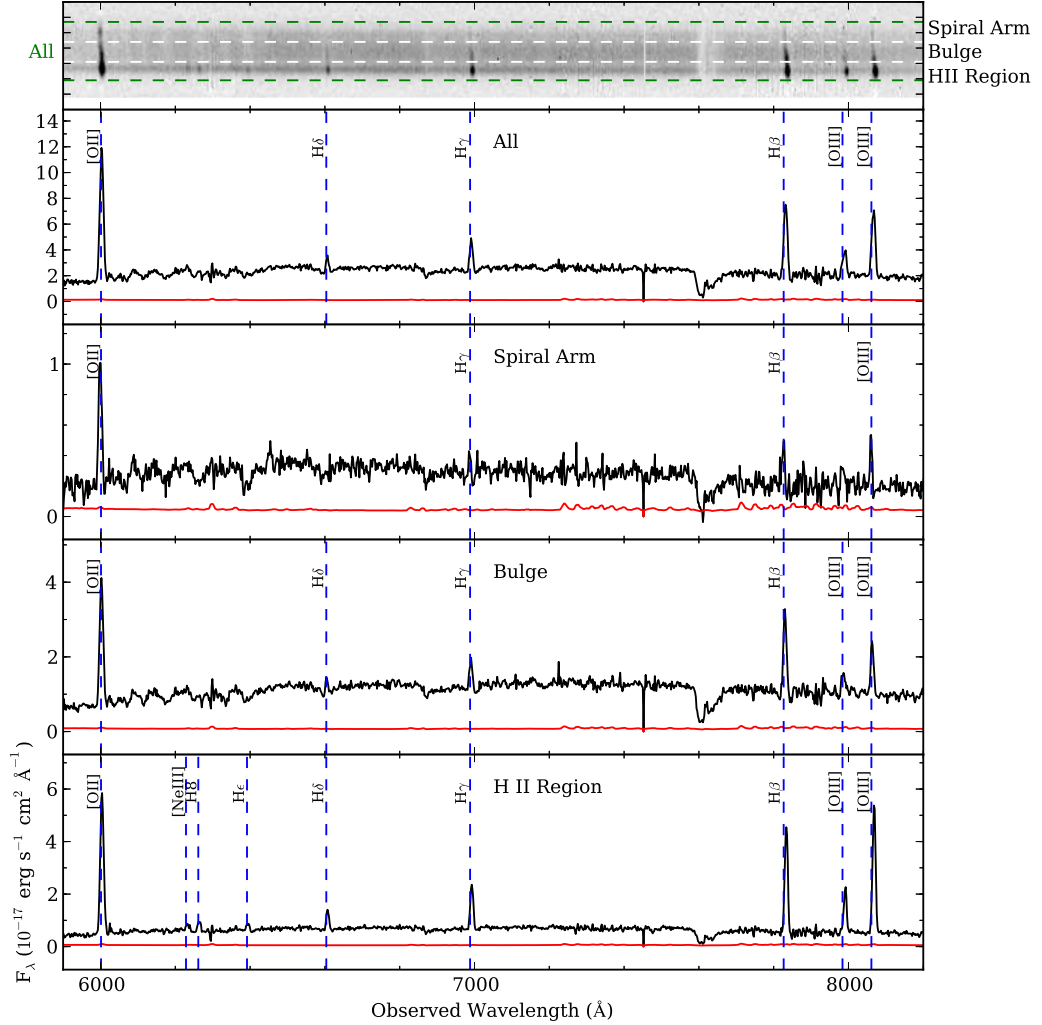 Spiral Arm
All
Bulge
HII Region
14
12
10
8
6
4
2
0
[OII]
Hδ
Hγ
All
Hβ
[OIII]
[OIII]
1
0
[OII]
Hγ
Spiral Arm
Hβ
[OIII]
4
2
0
[OII]
Hδ
Hγ
Bulge
Hβ
[OIII]
[OIII]
6
4
2
0
[OII]
[NeIII]
H8
Hϵ
Hδ
Hγ
H II Region
Hβ
[OIII]
[OIII]
Fλ (10⁻¹⁷ erg s⁻¹ cm² Å⁻¹)
6000
7000
8000
Observed Wavelength (Å)